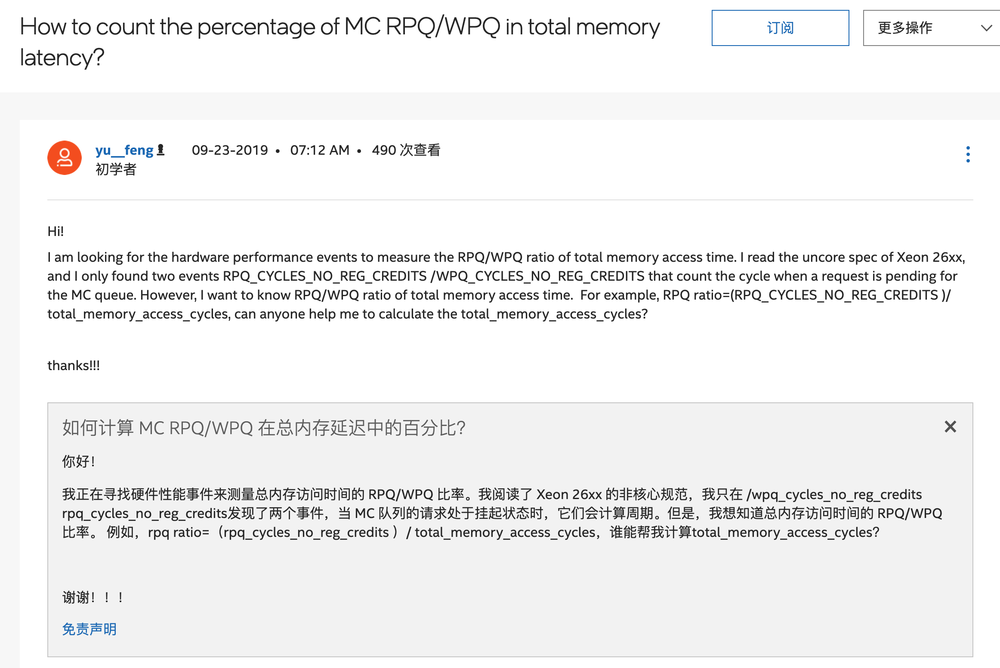 How to count the percentage of MC RPQ/WPQ in total memory
latency?
订阅
更多操作
yu__feng
09-23-2019 • 07:12 AM • 490 次查看
初学者
Hi!
I am looking for the hardware performance events to measure the RPQ/WPQ ratio of total memory access time. I read the uncore spec of Xeon 26xx,
and I only found two events RPQ_CYCLES_NO_REG_CREDITS /WPQ_CYCLES_NO_REG_CREDITS that count the cycle when a request is pending for
the MC queue. However, I want to know RPQ/WPQ ratio of total memory access time.  For example, RPQ ratio=(RPQ_CYCLES_NO_REG_CREDITS )/
total_memory_access_cycles, can anyone help me to calculate the total_memory_access_cycles?
thanks!!!
如何计算 MC RPQ/WPQ 在总内存延迟中的百分比?
你好！
我正在寻找硬件性能事件来测量总内存访问时间的 RPQ/WPQ 比率。我阅读了 Xeon 26xx 的非核心规范，我只在 /wpq_cycles_no_reg_credits
rpq_cycles_no_reg_credits发现了两个事件，当 MC 队列的请求处于挂起状态时，它们会计算周期。但是，我想知道总内存访问时间的 RPQ/WPQ
比率。 例如，rpq ratio=（rpq_cycles_no_reg_credits ）/ total_memory_access_cycles，谁能帮我计算total_memory_access_cycles?
谢谢！！！
免责声明